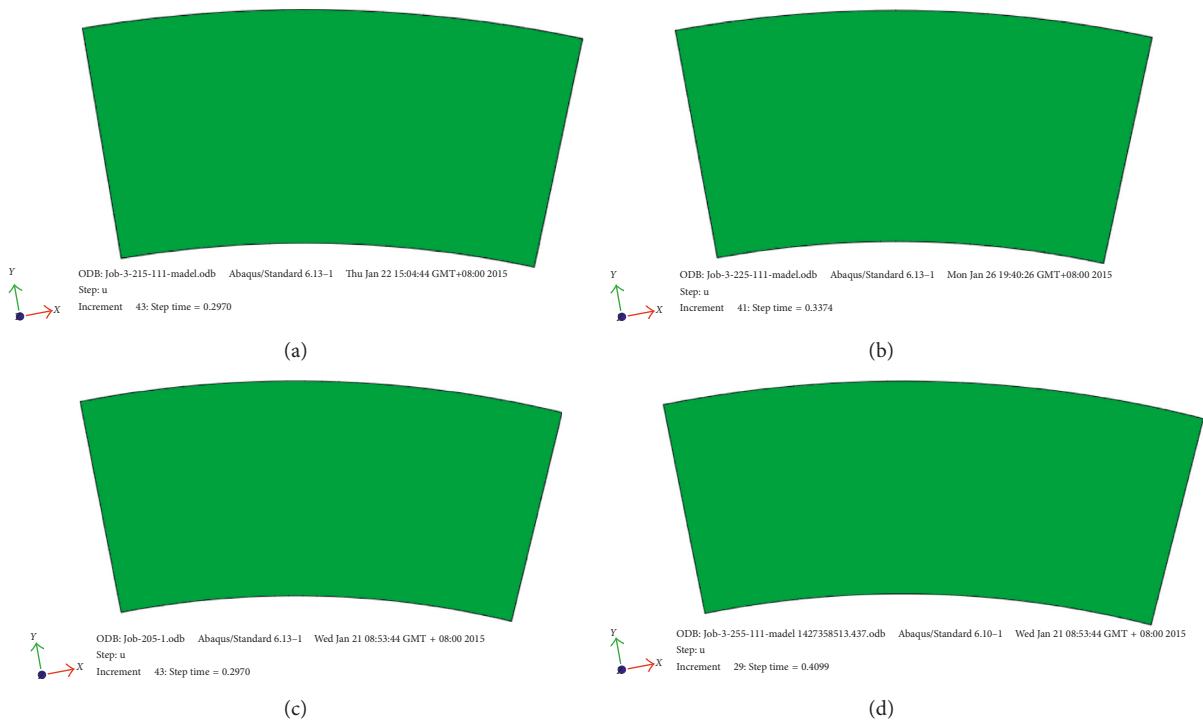 Y
X
ODB: Job-3-215-111-madel.odb Abaqus/Standard 6.13–1 Thu Jan 22 15:04:44 GMT+08:00 2015
Step: u
Increment 43: Step time = 0.2970
(a)
Y
X
ODB: Job-3-225-111-madel.odb Abaqus/Standard 6.13–1 Mon Jan 26 19:40:26 GMT+08:00 2015
Step: u
Increment 41: Step time = 0.3374
(b)
Y
X
ODB: Job-205-1.odb Abaqus/Standard 6.13–1 Wed Jan 21 08:53:44 GMT + 08:00 2015
Step: u
Increment 43: Step time = 0.2970
(c)
Y
X
ODB: Job-3-255-111-madel 1427358513.437.odb Abaqus/Standard 6.10–1 Wed Jan 21 08:53:44 GMT + 08:00 2015
Step: u
Increment 29: Step time = 0.4099
(d)